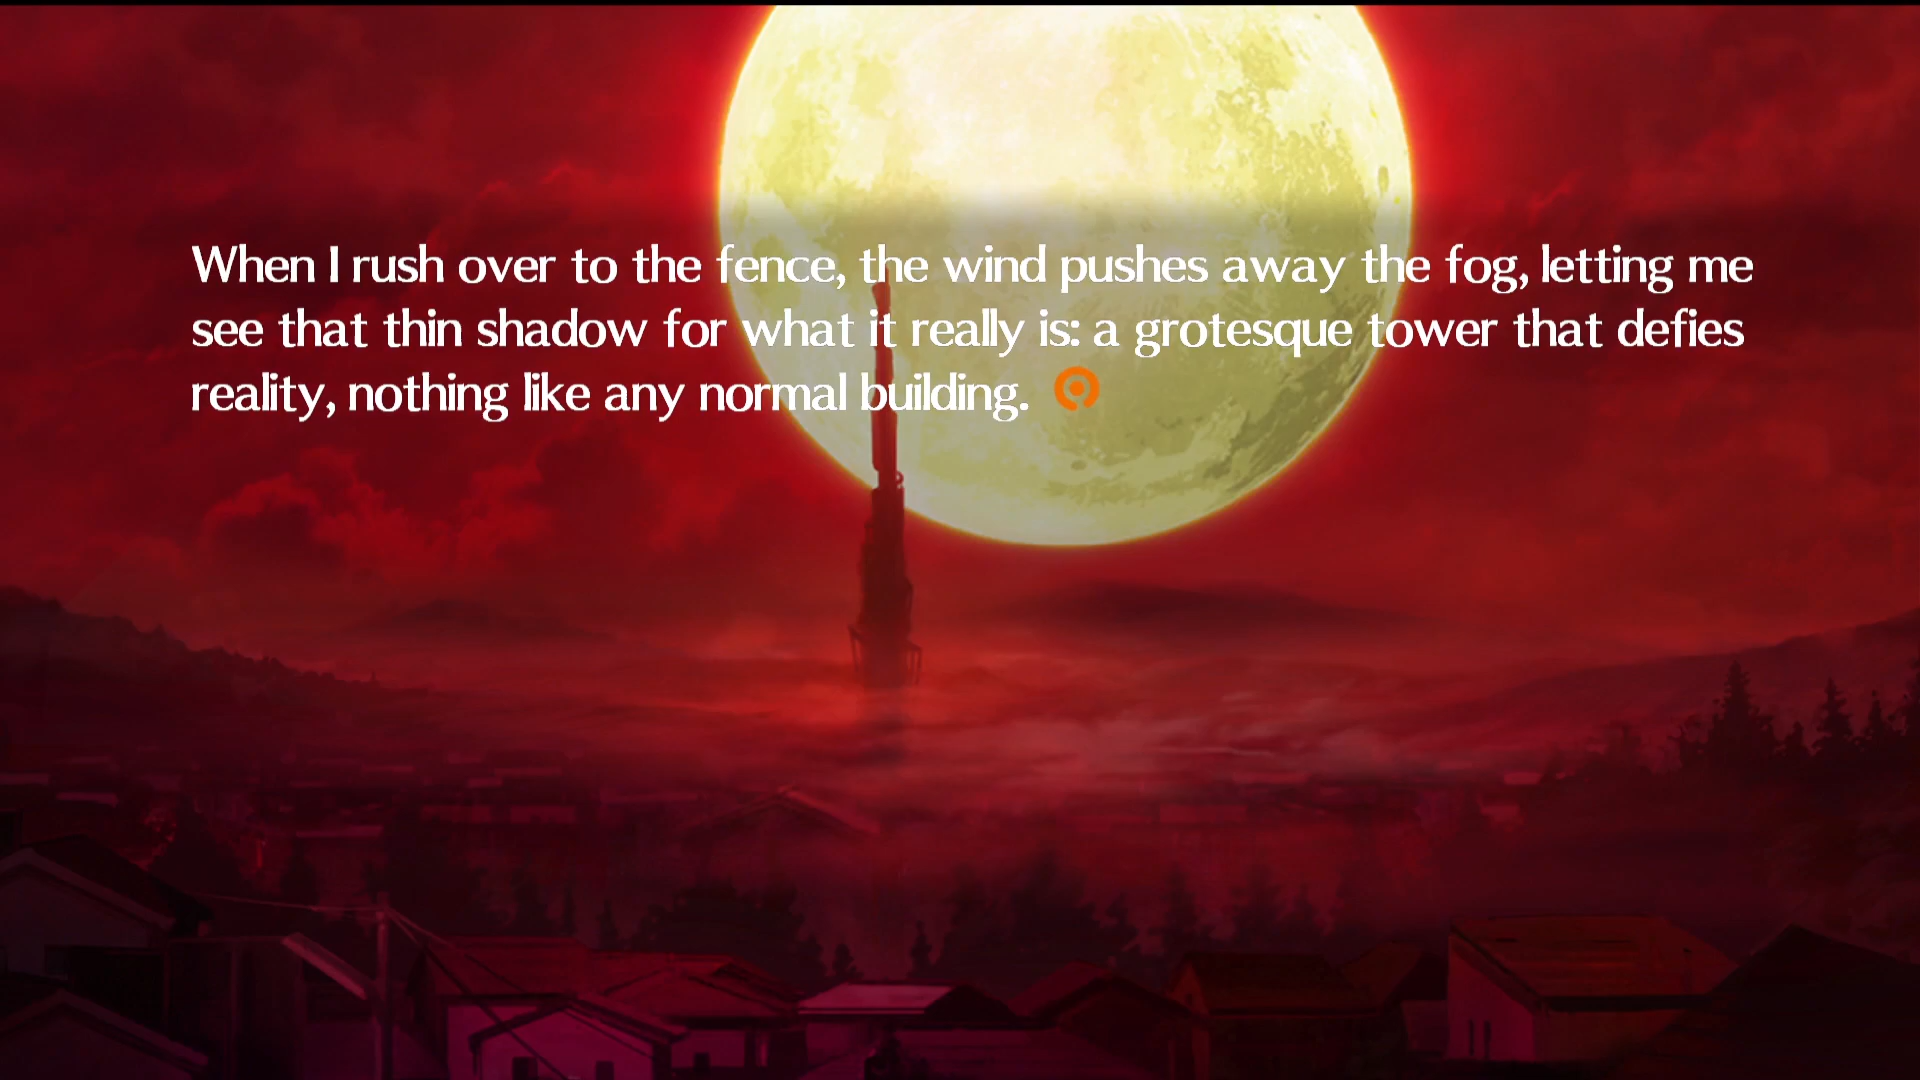 When I rush over to the fence, the wind pushes away the fog, letting me
see that thin shadow for what it really is: a grotesque tower that defies
reality, nothing like any normal building.